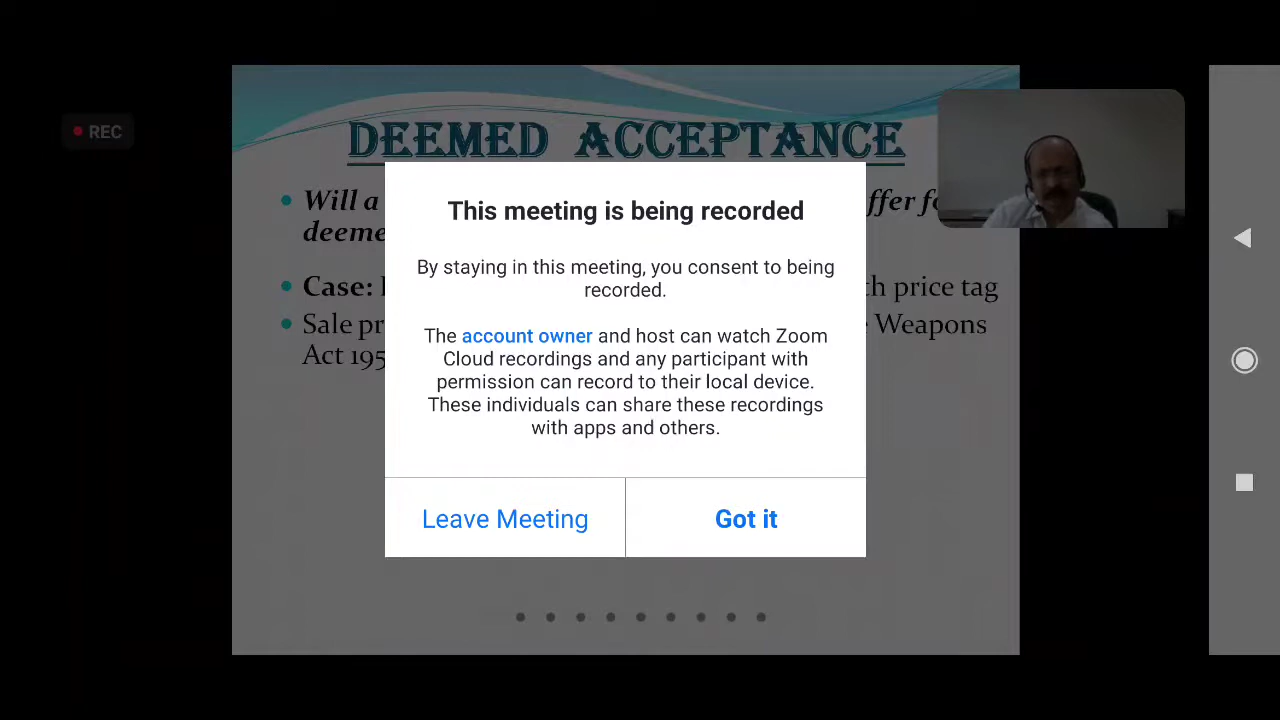 REC
DEEMED ACCEPTANCE
Will a
ffer fo
deeme
Case:
th price tag
Sale pr
Weapons
Act 195
This meeting is being recorded
By staying in this meeting, you consent to being
recorded.
The account owner and host can watch Zoom
Cloud recordings and any participant with
permission can record to their local device.
These individuals can share these recordings
with apps and others.
Leave Meeting
Got it